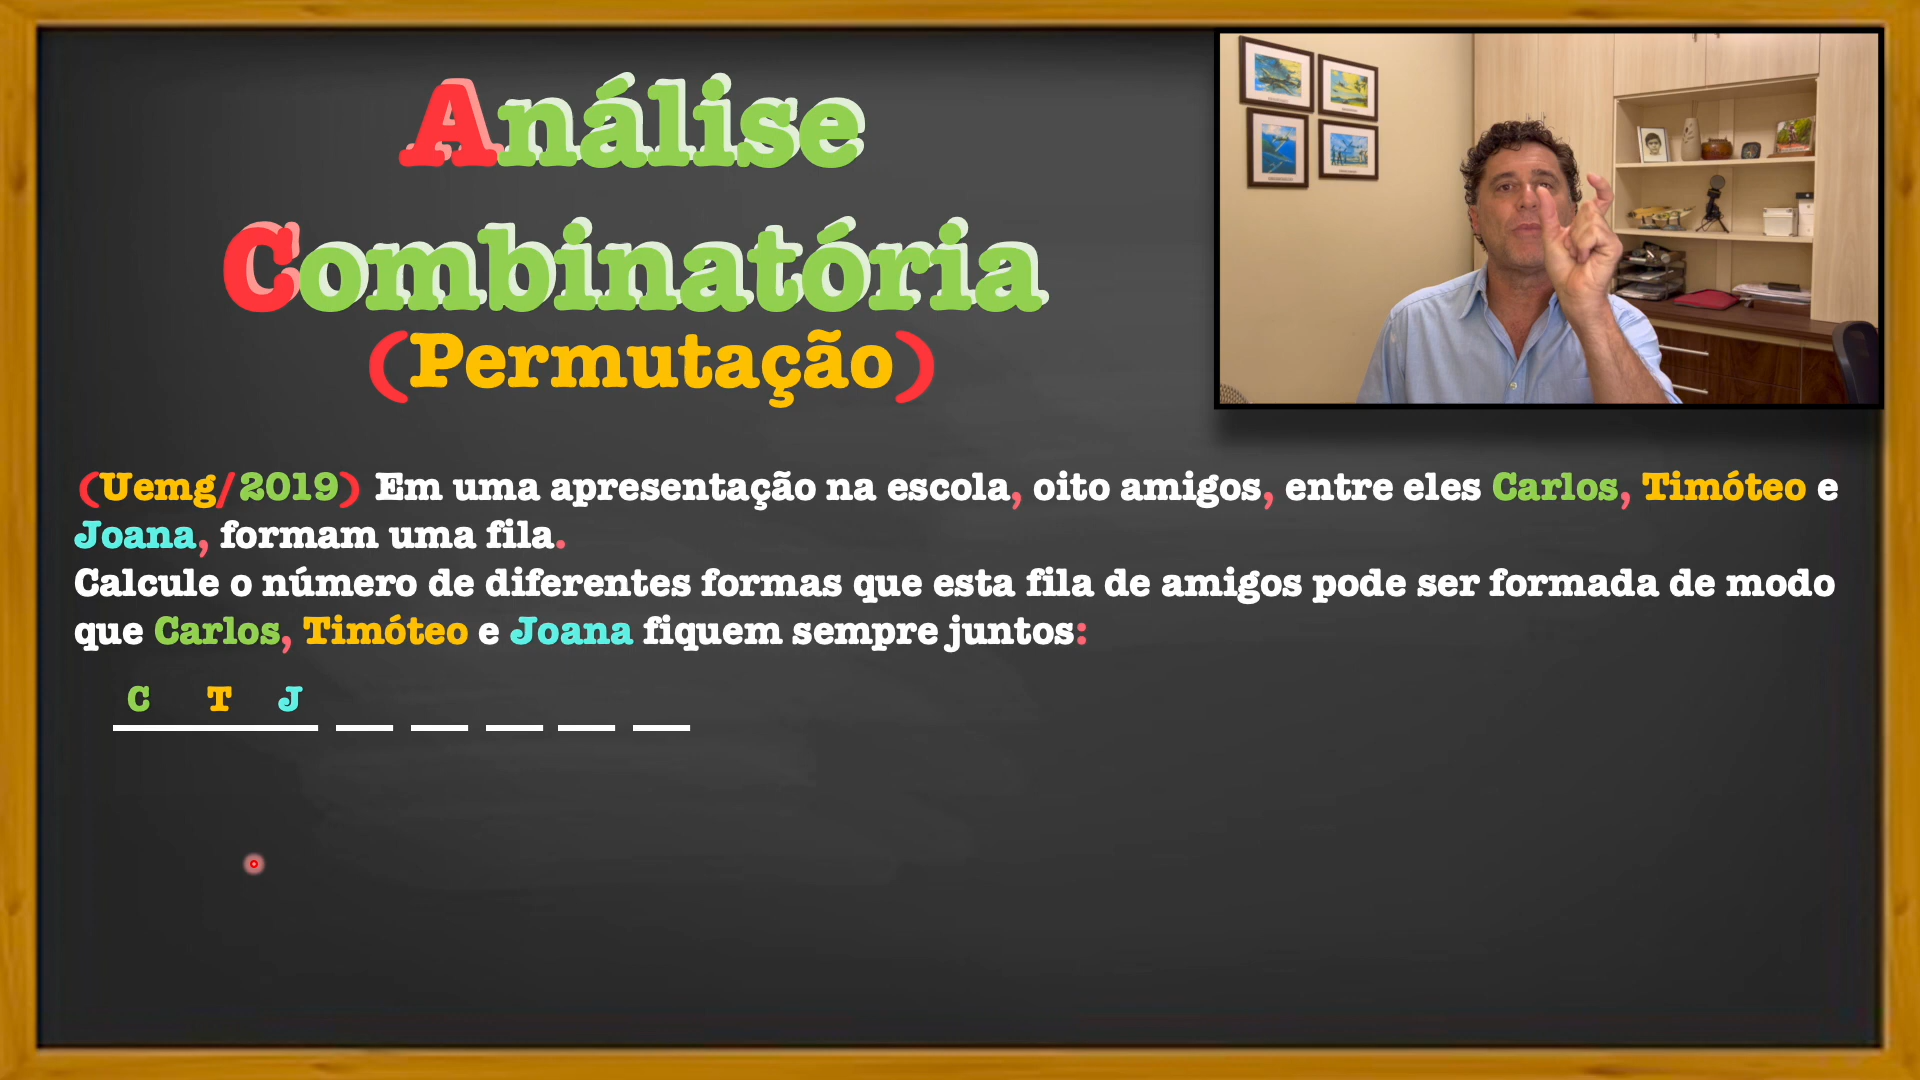 Análise
Combinatória
(Permutação)
(Uemg/2019) Em uma apresentação na escola, oito amigos, entre eles Carlos, Timóteo e
Joana, formam uma fila.
Calcule o número de diferentes formas que esta fila de amigos pode ser formada de modo
que Carlos, Timóteo e Joana fiquem sempre juntos:
C T J